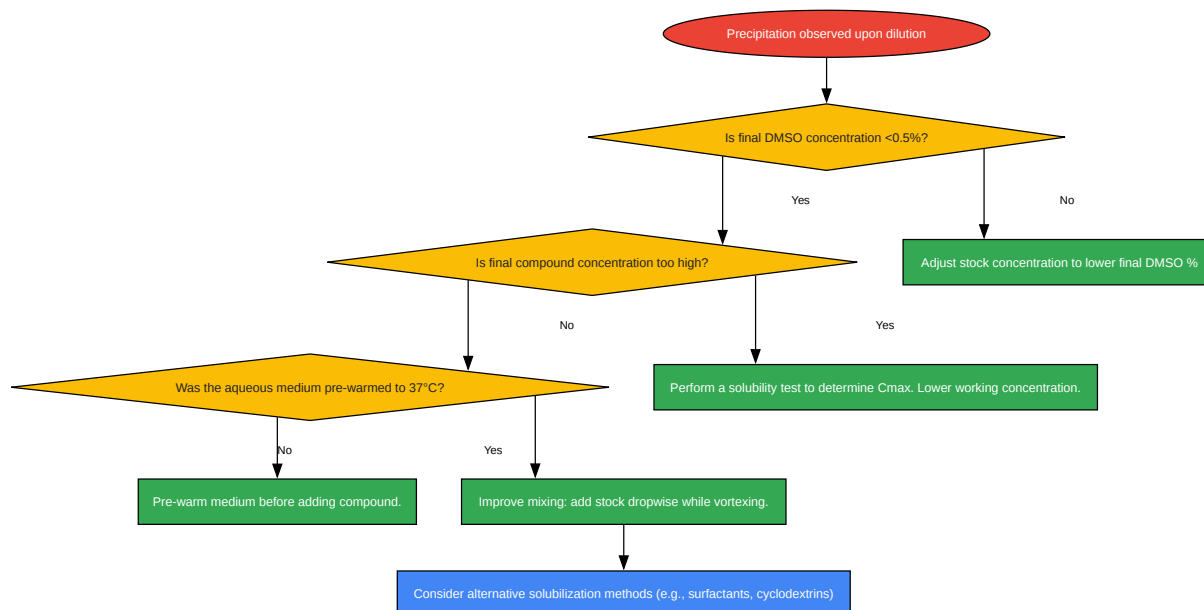 Precipitation observed upon dilution
Is final DMSO concentration <0.5%?
Yes
No
Is final compound concentration too high?
Adjust stock concentration to lower final DMSO %
No
Yes
Was the aqueous medium pre-warmed to 37°C?
Perform a solubility test to determine Cmax. Lower working concentration.
No
Yes
Pre-warm medium before adding compound.
Improve mixing: add stock dropwise while vortexing.
Consider alternative solubilization methods (e.g., surfactants, cyclodextrins)